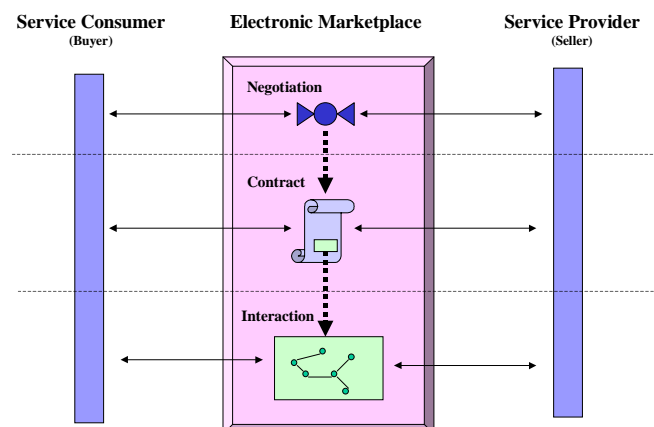 Service Consumer
(Buyer)
Electronic Marketplace
Service Provider
(Seller)
Negotiation
Contract
Interaction